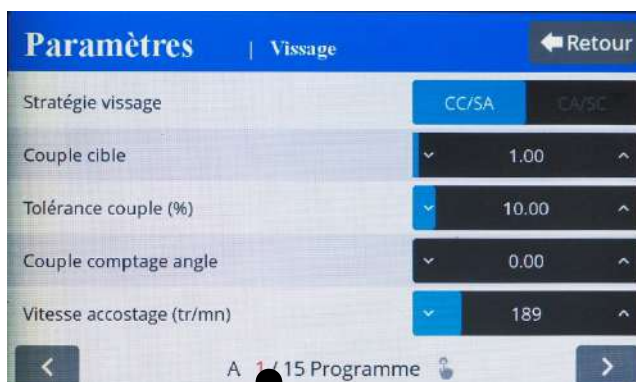 Paramètres | Vissage Retour
Stratégie vissage CC/SA CA/SC
Couple cible 1.00
Tolérance couple (%) 10.00
Couple comptage angle 0.00
Vitesse accostage (tr/mn) 189
A 1 / 15 Programme